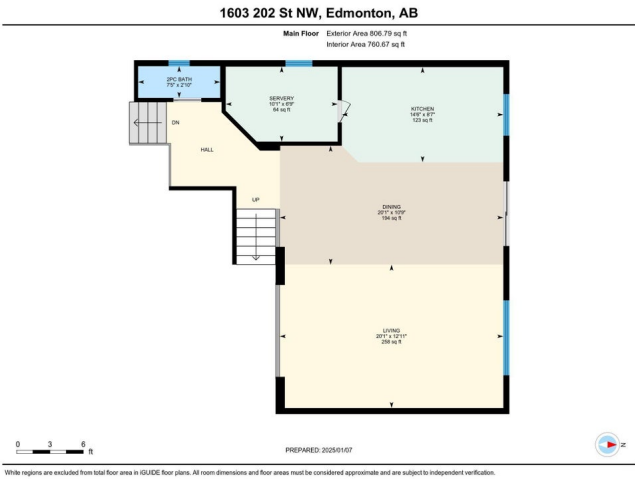 1603 202 St NW, Edmonton, AB
Main Floor Exterior Area 806.79 sq ft
Interior Area 760.67 sq ft
2PC BATH
7'5" x 2'10"
SERVERY
10'1" x 6'9"
64 sq ft
KITCHEN
14'6" x 8'7"
123 sq ft
DN
HALL
UP
DINING
20'1" x 10'9"
194 sq ft
LIVING
20'1" x 12'11"
258 sq ft
0 3 6
ft
PREPARED: 2025/01/07
N
White regions are excluded from total floor area in iGUIDE floor plans. All room dimensions and floor areas must be considered approximate and are subject to independent verification.